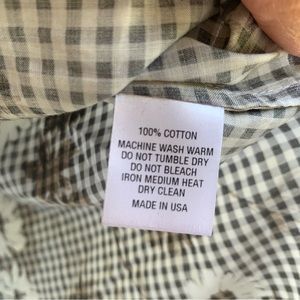 100% COTTON
MACHINE WASH WARM
DO NOT TUMBLE DRY
DO NOT BLEACH
IRON MEDIUM HEAT
DRY CLEAN
MADE IN USA